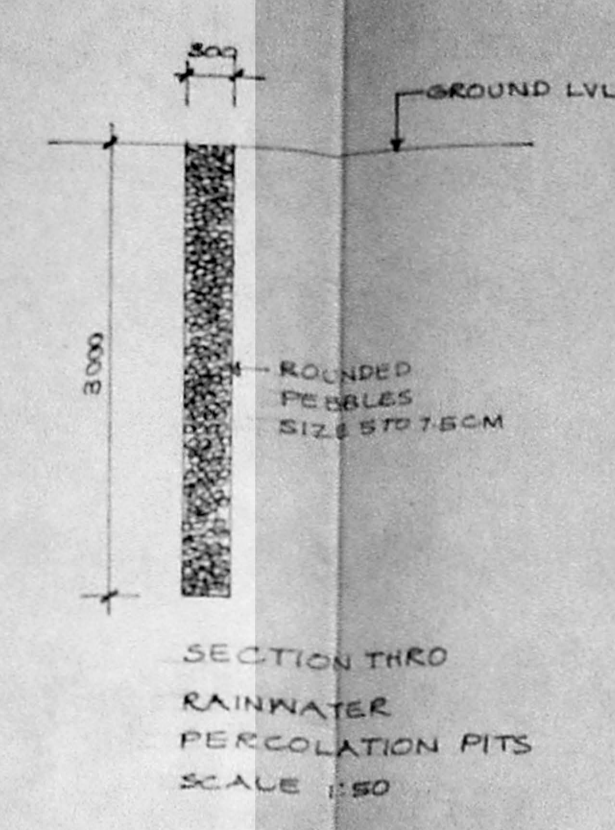 300
GROUND LVL
3000
ROUNDED
PEBBLES
SIZE 5 TO 7.5CM
SECTION THRO
RAINWATER
PERCOLATION PITS
SCALE 1:50